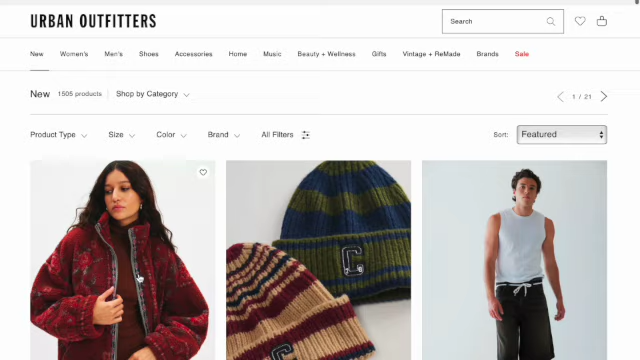 URBAN OUTFITTERS
Search
New Women's Men's Shoes Accessories Home Music Beauty + Wellness Gifts Vintage + ReMade Brands Sale
New 1505 products Shop by Category 1 / 21
Product Type Size Color Brand All Filters Sort: Featured
C
C